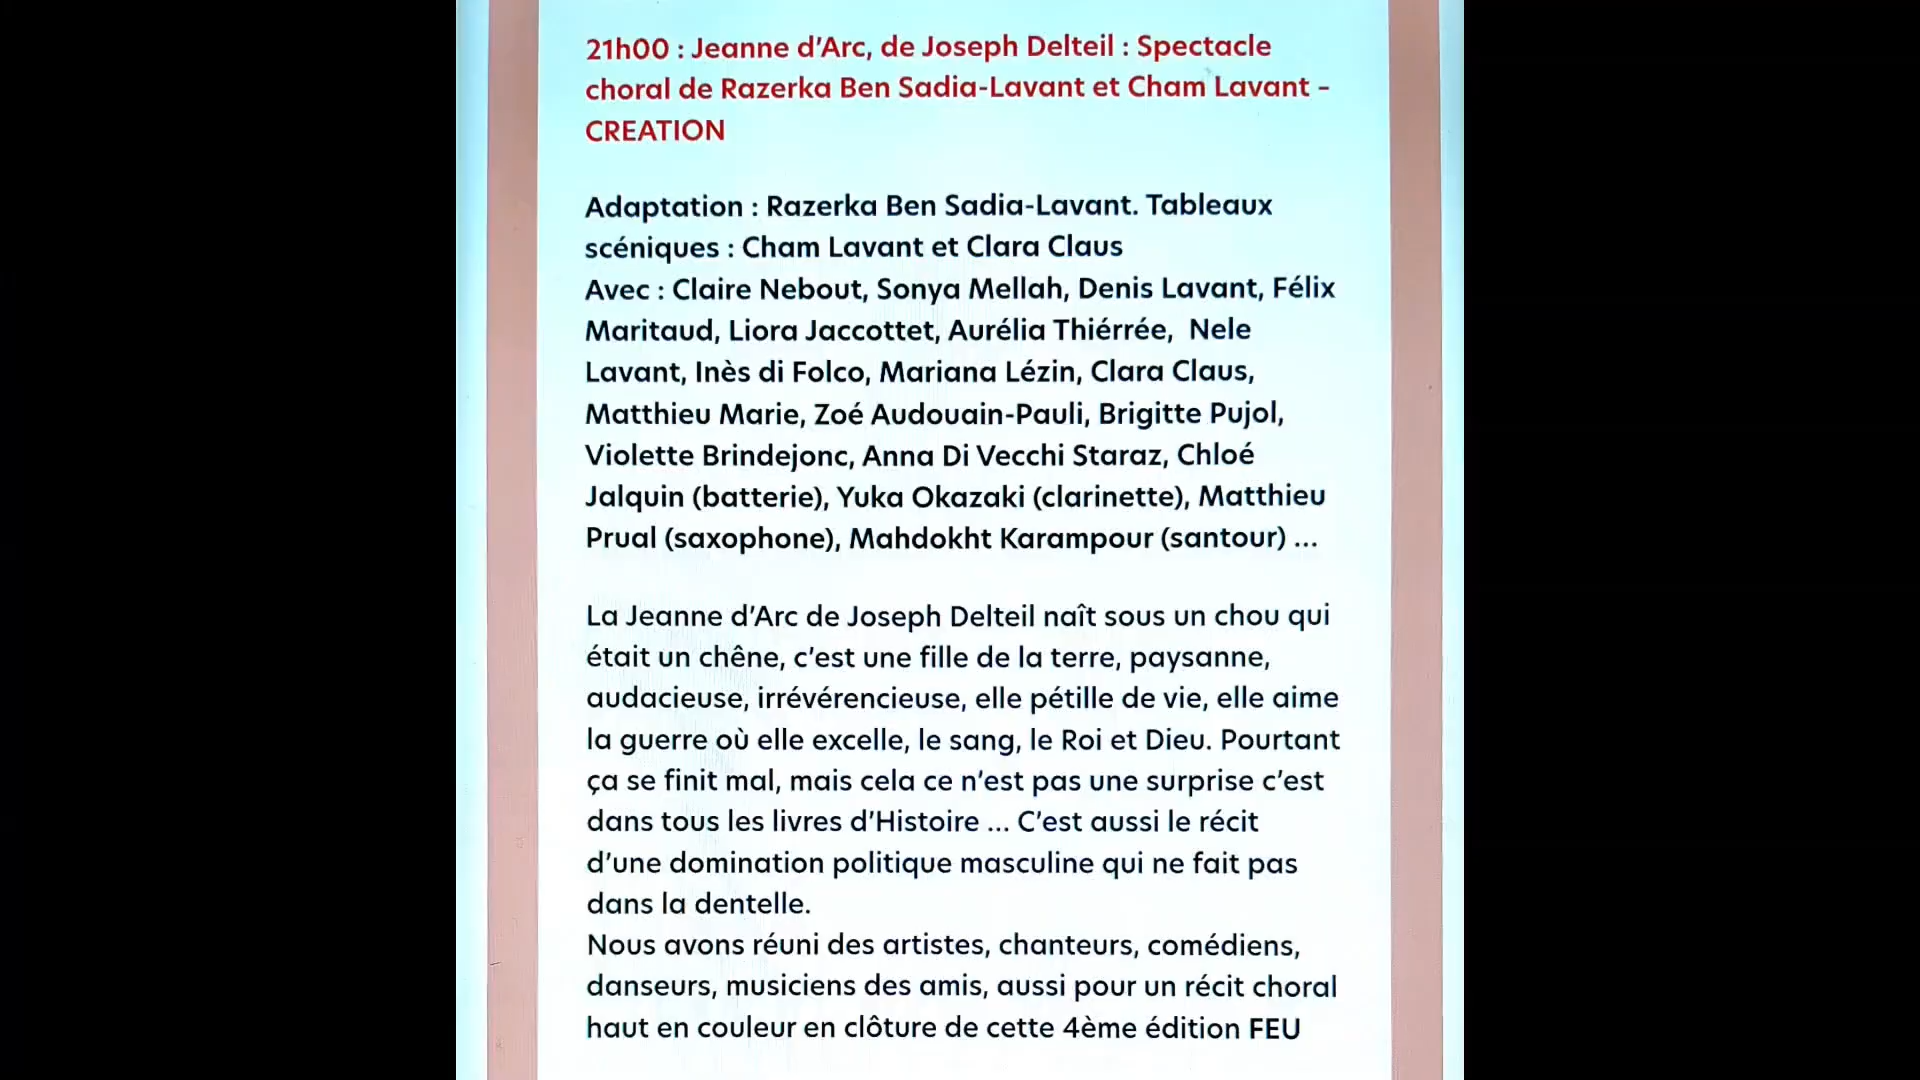 21h00 : Jeanne d’Arc, de Joseph Delteil : Spectacle
choral de Razerka Ben Sadia-Lavant et Cham Lavant –
CREATION
Adaptation : Razerka Ben Sadia-Lavant. Tableaux
scéniques : Cham Lavant et Clara Claus
Avec : Claire Nebout, Sonya Mellah, Denis Lavant, Félix
Maritaud, Liora Jaccottet, Aurélia Thiérrée, Nele
Lavant, Inès di Folco, Mariana Lézin, Clara Claus,
Matthieu Marie, Zoé Audouain-Pauli, Brigitte Pujol,
Violette Brindejonc, Anna Di Vecchi Staraz, Chloé
Jalquin (batterie), Yuka Okazaki (clarinette), Matthieu
Prual (saxophone), Mahdokht Karampour (santour) ...
La Jeanne d’Arc de Joseph Delteil naît sous un chou qui
était un chêne, c’est une fille de la terre, paysanne,
audacieuse, irrévérencieuse, elle pétille de vie, elle aime
la guerre où elle excelle, le sang, le Roi et Dieu. Pourtant
ça se finit mal, mais cela ce n’est pas une surprise c’est
dans tous les livres d’Histoire ... C’est aussi le récit
d’une domination politique masculine qui ne fait pas
dans la dentelle.
Nous avons réuni des artistes, chanteurs, comédiens,
danseurs, musiciens des amis, aussi pour un récit choral
haut en couleur en clôture de cette 4ème édition FEU